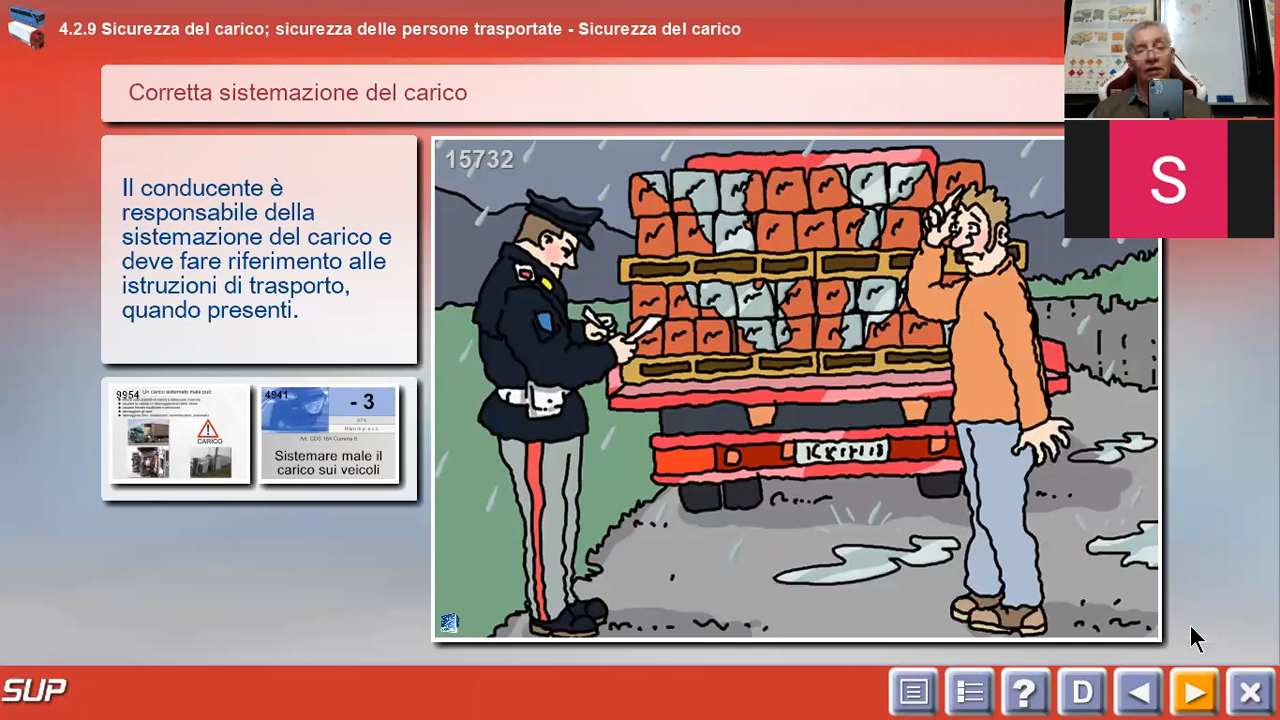 4.2.9 Sicurezza del carico; sicurezza delle persone trasportate - Sicurezza del carico
Corretta sistemazione del carico
Il conducente è
responsabile della
sistemazione del carico e
deve fare riferimento alle
istruzioni di trasporto,
quando presenti.
15732
S
9954 Un carico sistemato male può:
CARICO
4941
- 3
Art. CDS 164 Comma 8
Sistemare male il
carico sui veicoli
SUP
?
D